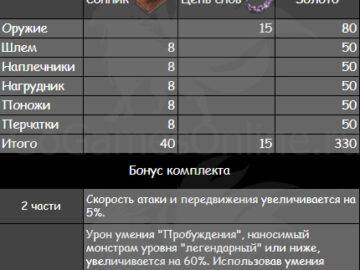 Сонник Цепь снов Золото
Оружие 15 80
Шлем 8 50
Наплечники 8 50
Нагрудник 8 50
Поножи 8 50
Перчатки 8 50
Итого 40 15 330
Бонус комплекта
2 части
Скорость атаки и передвижения увеличивается на
5%.
Урон умения "Пробуждения", наносимый
монстрам уровня "легендарный" или ниже,
увеличивается на 60%. Использовав умения